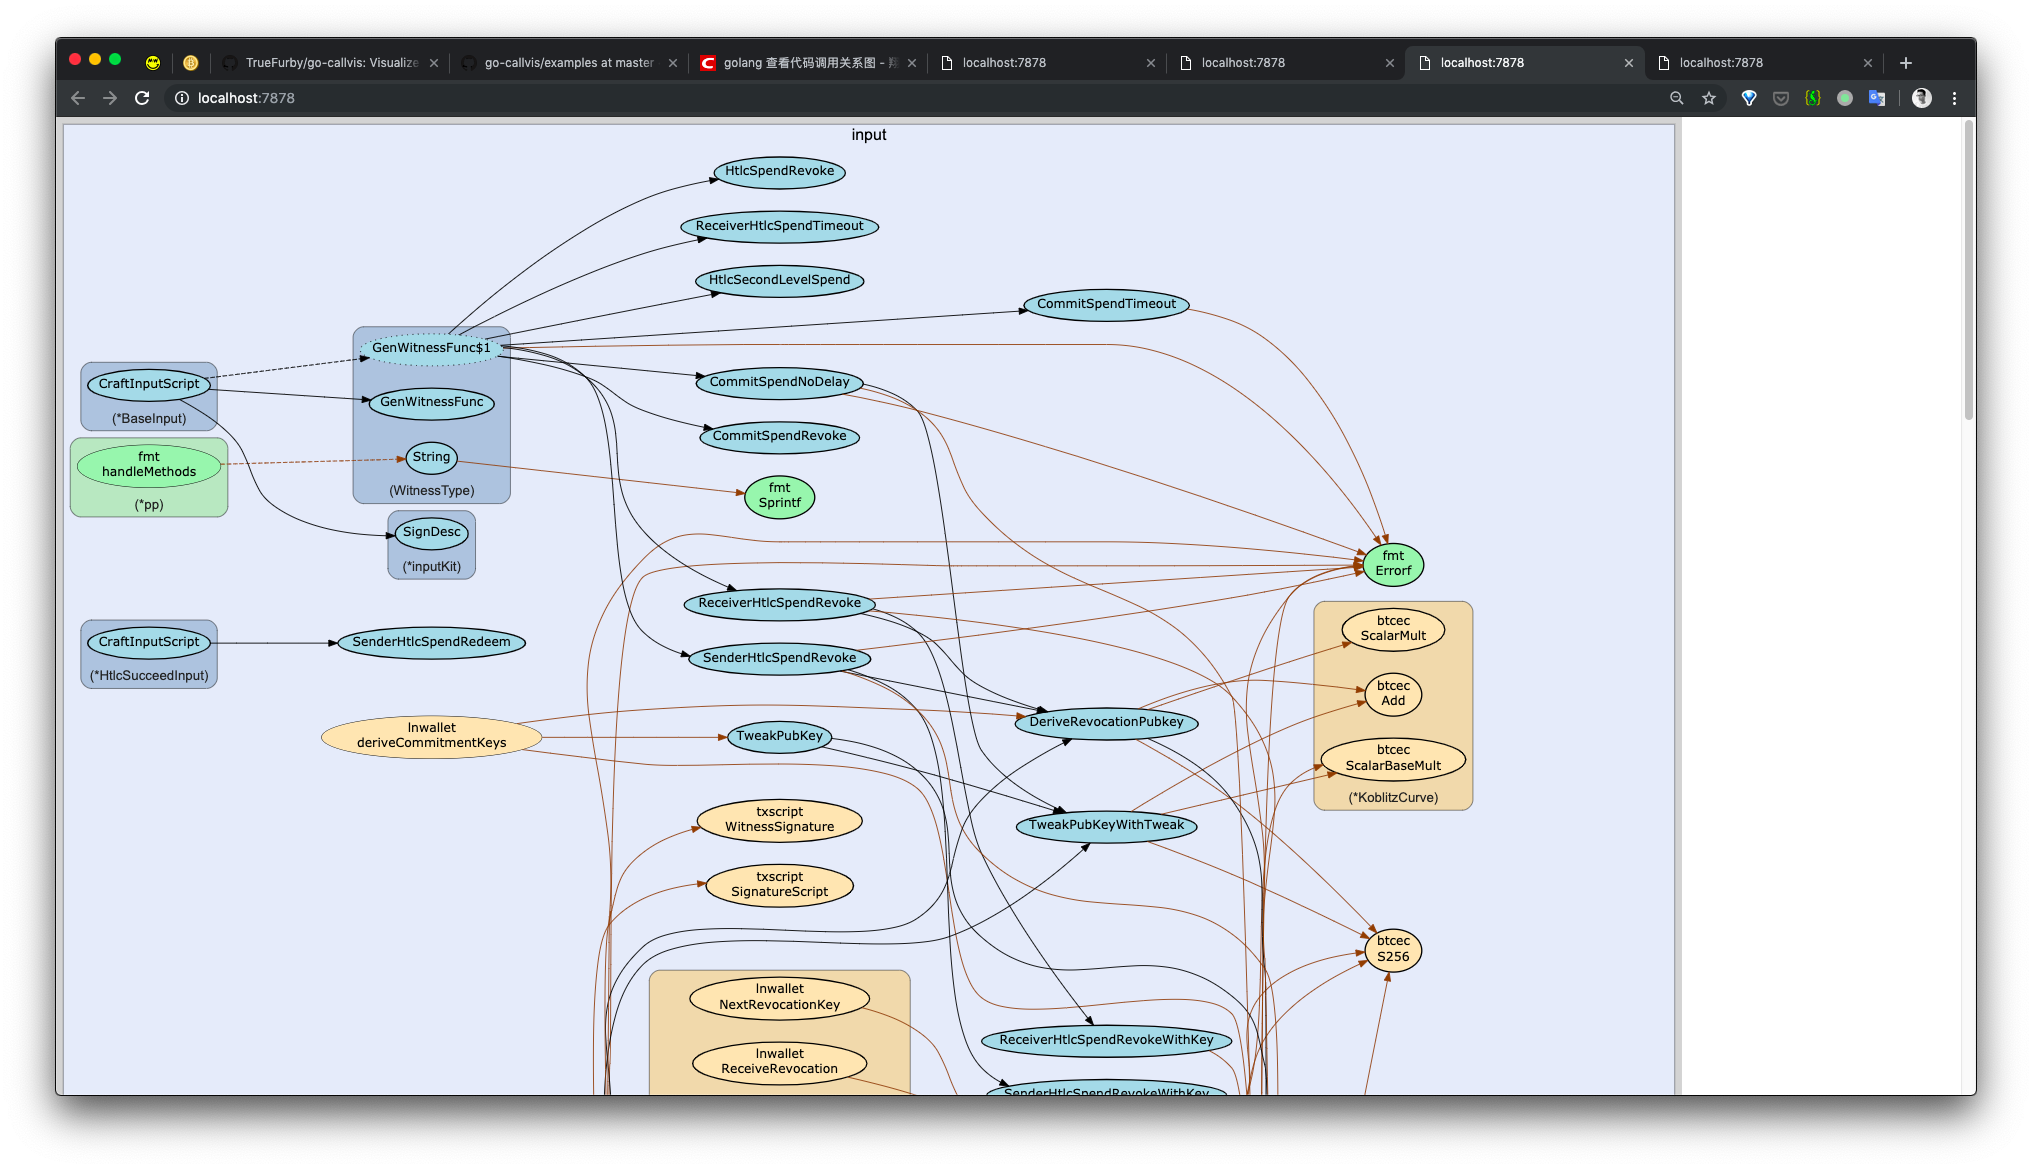 TrueFurby/go-callvis: Visualize
go-callvis/examples at master
golang 查看代码调用关系图 -
localhost:7878
localhost:7878
localhost:7878
localhost:7878
localhost:7878
input
HtlcSpendRevoke
ReceiverHtlcSpendTimeout
HtlcSecondLevelSpend
CommitSpendTimeout
GenWitnessFunc$1
CraftInputScript
(*BaseInput)
CommitSpendNoDelay
GenWitnessFunc
CommitSpendRevoke
fmt
handleMethods
(*pp)
String
(WitnessType)
fmt
Sprintf
SignDesc
(*inputKit)
fmt
Errorf
ReceiverHtlcSpendRevoke
btcec
ScalarMult
CraftInputScript
(*HtlcSucceedInput)
SenderHtlcSpendRedeem
SenderHtlcSpendRevoke
btcec
Add
lnwallet
deriveCommitmentKeys
TweakPubKey
DeriveRevocationPubkey
btcec
ScalarBaseMult
(*KoblitzCurve)
txscript
WitnessSignature
TweakPubKeyWithTweak
txscript
SignatureScript
btcec
S256
lnwallet
NextRevocationKey
ReceiverHtlcSpendRevokeWithKey
lnwallet
ReceiveRevocation
SenderHtlcSpendRevokeWithKey